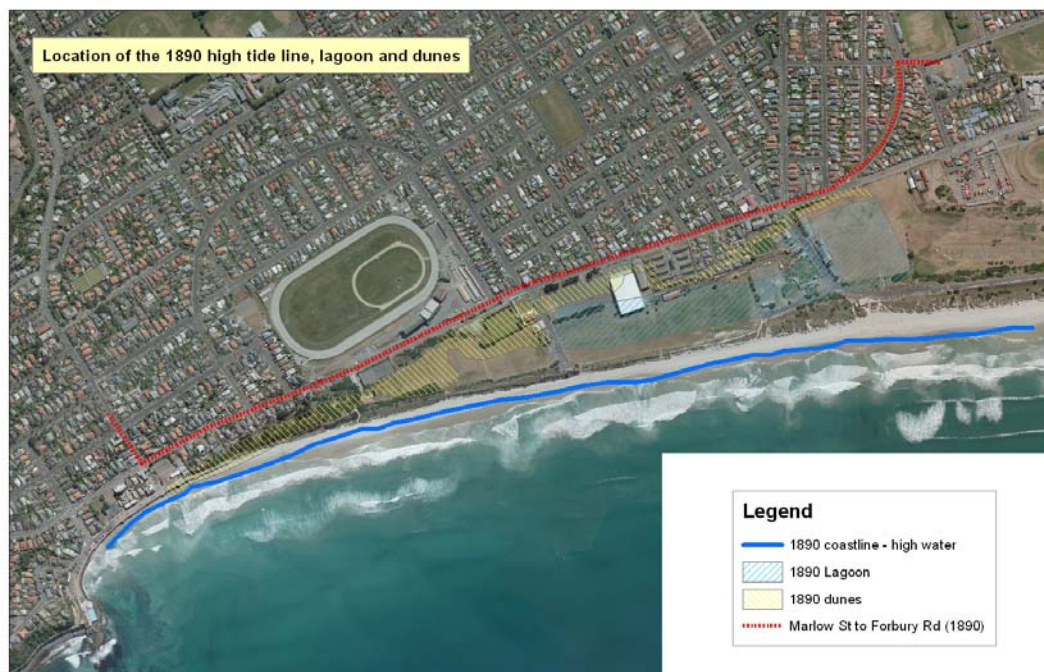 Location of the 1890 high tide line, lagoon and dunes
Legend
1890 coastline - high water
1890 Lagoon
1890 dunes
Marlow St to Forbury Rd (1890)